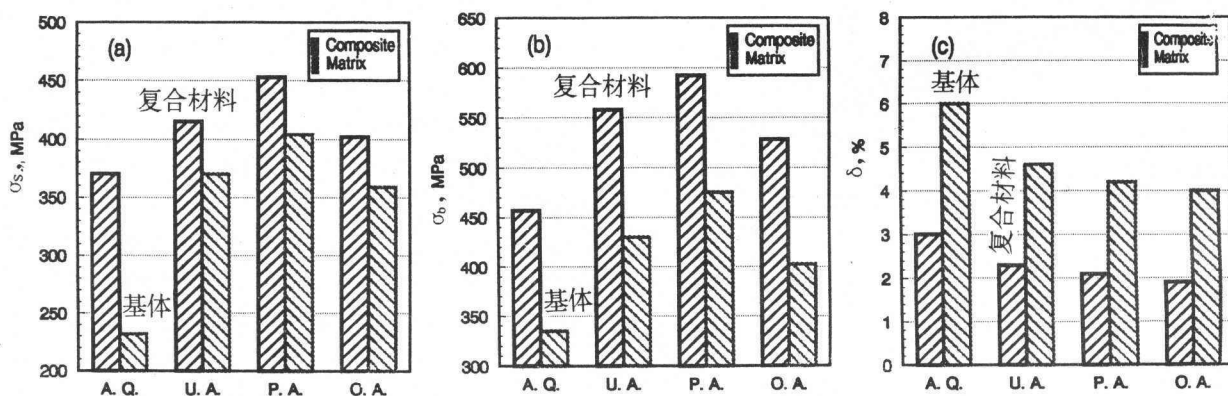 (a)
Composite
Matrix
复合材料
基体
σS., MPa
500
450
400
350
300
250
200
A. Q. U. A. P. A. O. A.
(b)
Composite
Matrix
复合材料
基体
σb, MPa
650
600
550
500
450
400
350
300
A. Q. U. A. P. A. O. A.
(c)
Composite
Matrix
基体
复合材料
δ, %
8
7
6
5
4
3
2
1
0
A. Q. U. A. P. A. O. A.